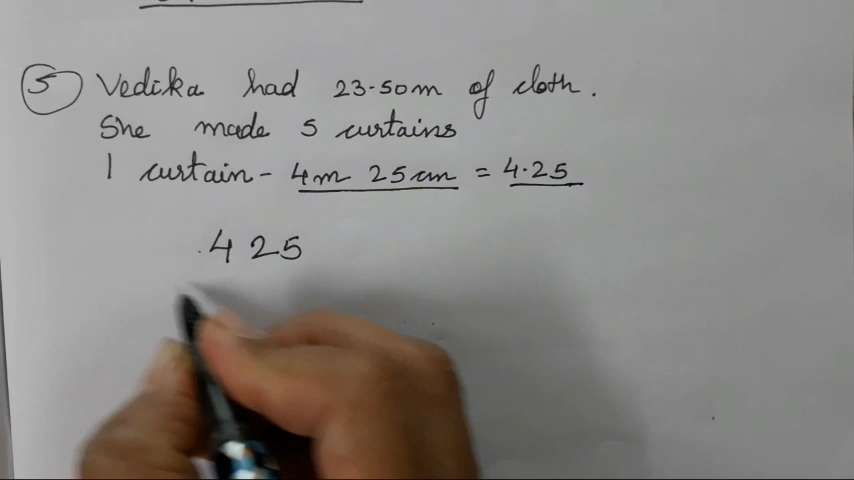 5 Vedika had 23.50m of cloth.
She made 5 curtains
1 curtain - 4m 25cm = 4.25
425